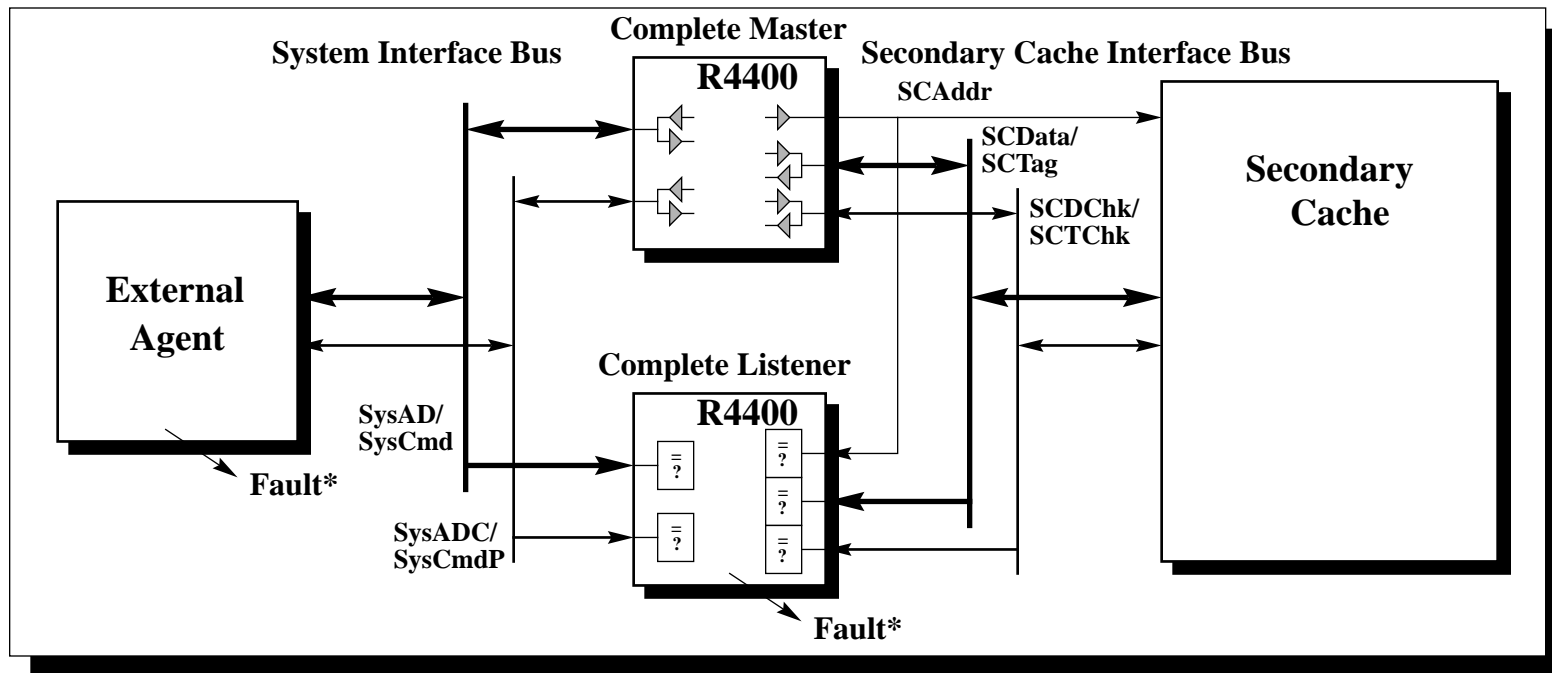 Complete Master
System Interface Bus
Secondary Cache Interface Bus
R4400
SCAddr
SCData/
SCTag
Secondary
Cache
SCDChk/
SCTChk
External
Agent
Complete Listener
R4400
SysAD/
SysCmd
=
?
=
?
=
?
=
?
=
?
Fault*
SysADC/
SysCmdP
Fault*